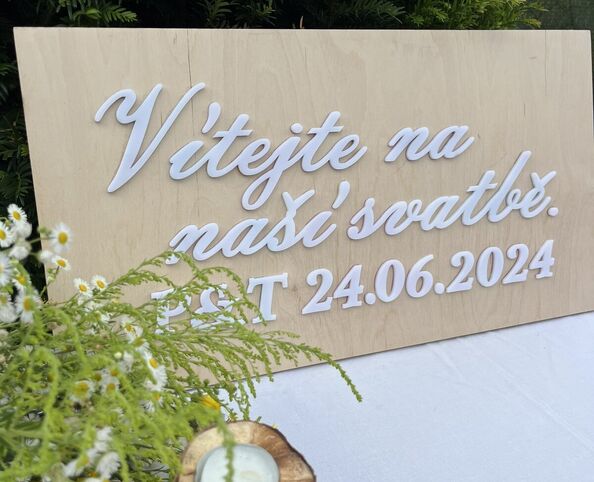 Vítejte na
naší svatbě.
P&T 24.06.2024